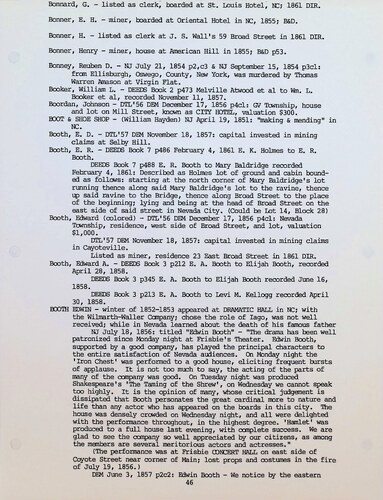 Bonnard, G. - listed as clerk, boarded at St. Louis Hotel, NC; 1861 DIR.
Bonner, E. H. - miner, boarded at Oriental Hotel in NC, 1855; B&D.
Bonner, H. - listed as clerk at J. S. Wall's 59 Broad Street in 1861 DIR.
Bonner, Henry - miner, house at American Hill in 1855; B&D p53.
Booney, Reuben D. - NJ July 21, 1854 p2,c3 & NJ September 15, 1854 p3c1:
from Ellisburgh, Oswego, County, New York, was murdered by Thomas
Warren Amason at Virgin Flat.
Booker, William L. - DEEDS Book 2 p473 Melville Atwood et al to Wm. L.
Booker et al, recorded November 11, 1857.
Boordan, Johnson - DTL'56 DEM December 17, 1856 p4c1: GV Township, house
and lot on Mill Street, known as CITY HOTEL, valuation $300.
BOOT & SHOE SHOP - (William Hayden) NJ April 19, 1851: "making & mending" in
NC.
Booth, E. D. - DTL'57 DEM November 18, 1857: capital invested in mining
claims at Selby Hill.
Booth, E. R. - DEEDS Book 7 p486 February 4, 1861 E. K. Holmes to E. R.
Booth.
DEEDS Book 7 p488 E. R. Booth to Mary Baldridge recorded
February 4, 1861: Described as Holmes lot of ground and cabin bound-
ed as follows: starting at the north corner of Mary Baldridge's lot
running thence along said Mary Baldridge's lot to the ravine, thence
up said ravine to the Bridge, thence along Broad Street to the place
of the beginning; lying and being at the head of Broad Street on the
east side of said street in Nevada City. (Could be Lot 14, Block 28)
Booth, Edward (colored) - DTL'56 DEM December 17, 1856 p4c1: Nevada
Township, residence, west side of Broad Street, and lot, valuation
$1,000.
DTL'57 DEM November 18, 1857: capital invested in mining claims
in Cayoteville.
Listed as miner, residence 23 East Broad Street in 1861 DIR.
Booth, Edward A. - DEEDS Book 3 p212 E. A. Booth to Elijah Booth, recorded
April 28, 1858.
DEEDS Book 3 p345 E. A. Booth to Elijah Booth recorded June 16,
1858.
DEEDS Book 3 p213 E. A. Booth to Levi M. Kellogg recorded April
30, 1858.
BOOTH EDWIN - winter of 1852-1853 appeared at DRAMATIC HALL in NC; with
the Wilmarth-Waller Company; chose the role of Iago, was not well
received; while in Nevada learned about the death of his famous father
NJ July 18, 1856: titled "Edwin Booth" - "The drama has been well
patronized since Monday night at Frisbie's Theater. Edwin Booth,
supported by a good company, has played the principal characters to
the entire satisfaction of Nevada audiences. On Monday night the
'Iron Chest' was performed to a good house, eliciting frequent bursts
of applause. It is not too much to say, the acting of the parts of
many of the company was good. On Tuesday night was produced
Shakespeare's 'The Taming of the Shrew', on Wednesday we cannot speak
too highly. It is the opinion of many, whose critical judgement is
dissipated that Booth personates the great cardinal more to nature and
life than any actor who has appeared on the boards in this city. The
house was densely crowded on Wednesday night, and all were delighted
with the performance throughout, in the highest degree. 'Hamlet' was
produced to a full house last evening, with complete success. We are
glad to see the company so well appreciated by our citizens, as among
the members are several meritorious actors and actresses."
(The performance was at Frisbie CONCERT HALL on east side of
Coyote Street near corner of Main; lost props and costumes in the fire
of July 19, 1856.)
DEM June 3, 1857 p2c2: Edwin Booth - We notice by the eastern
46